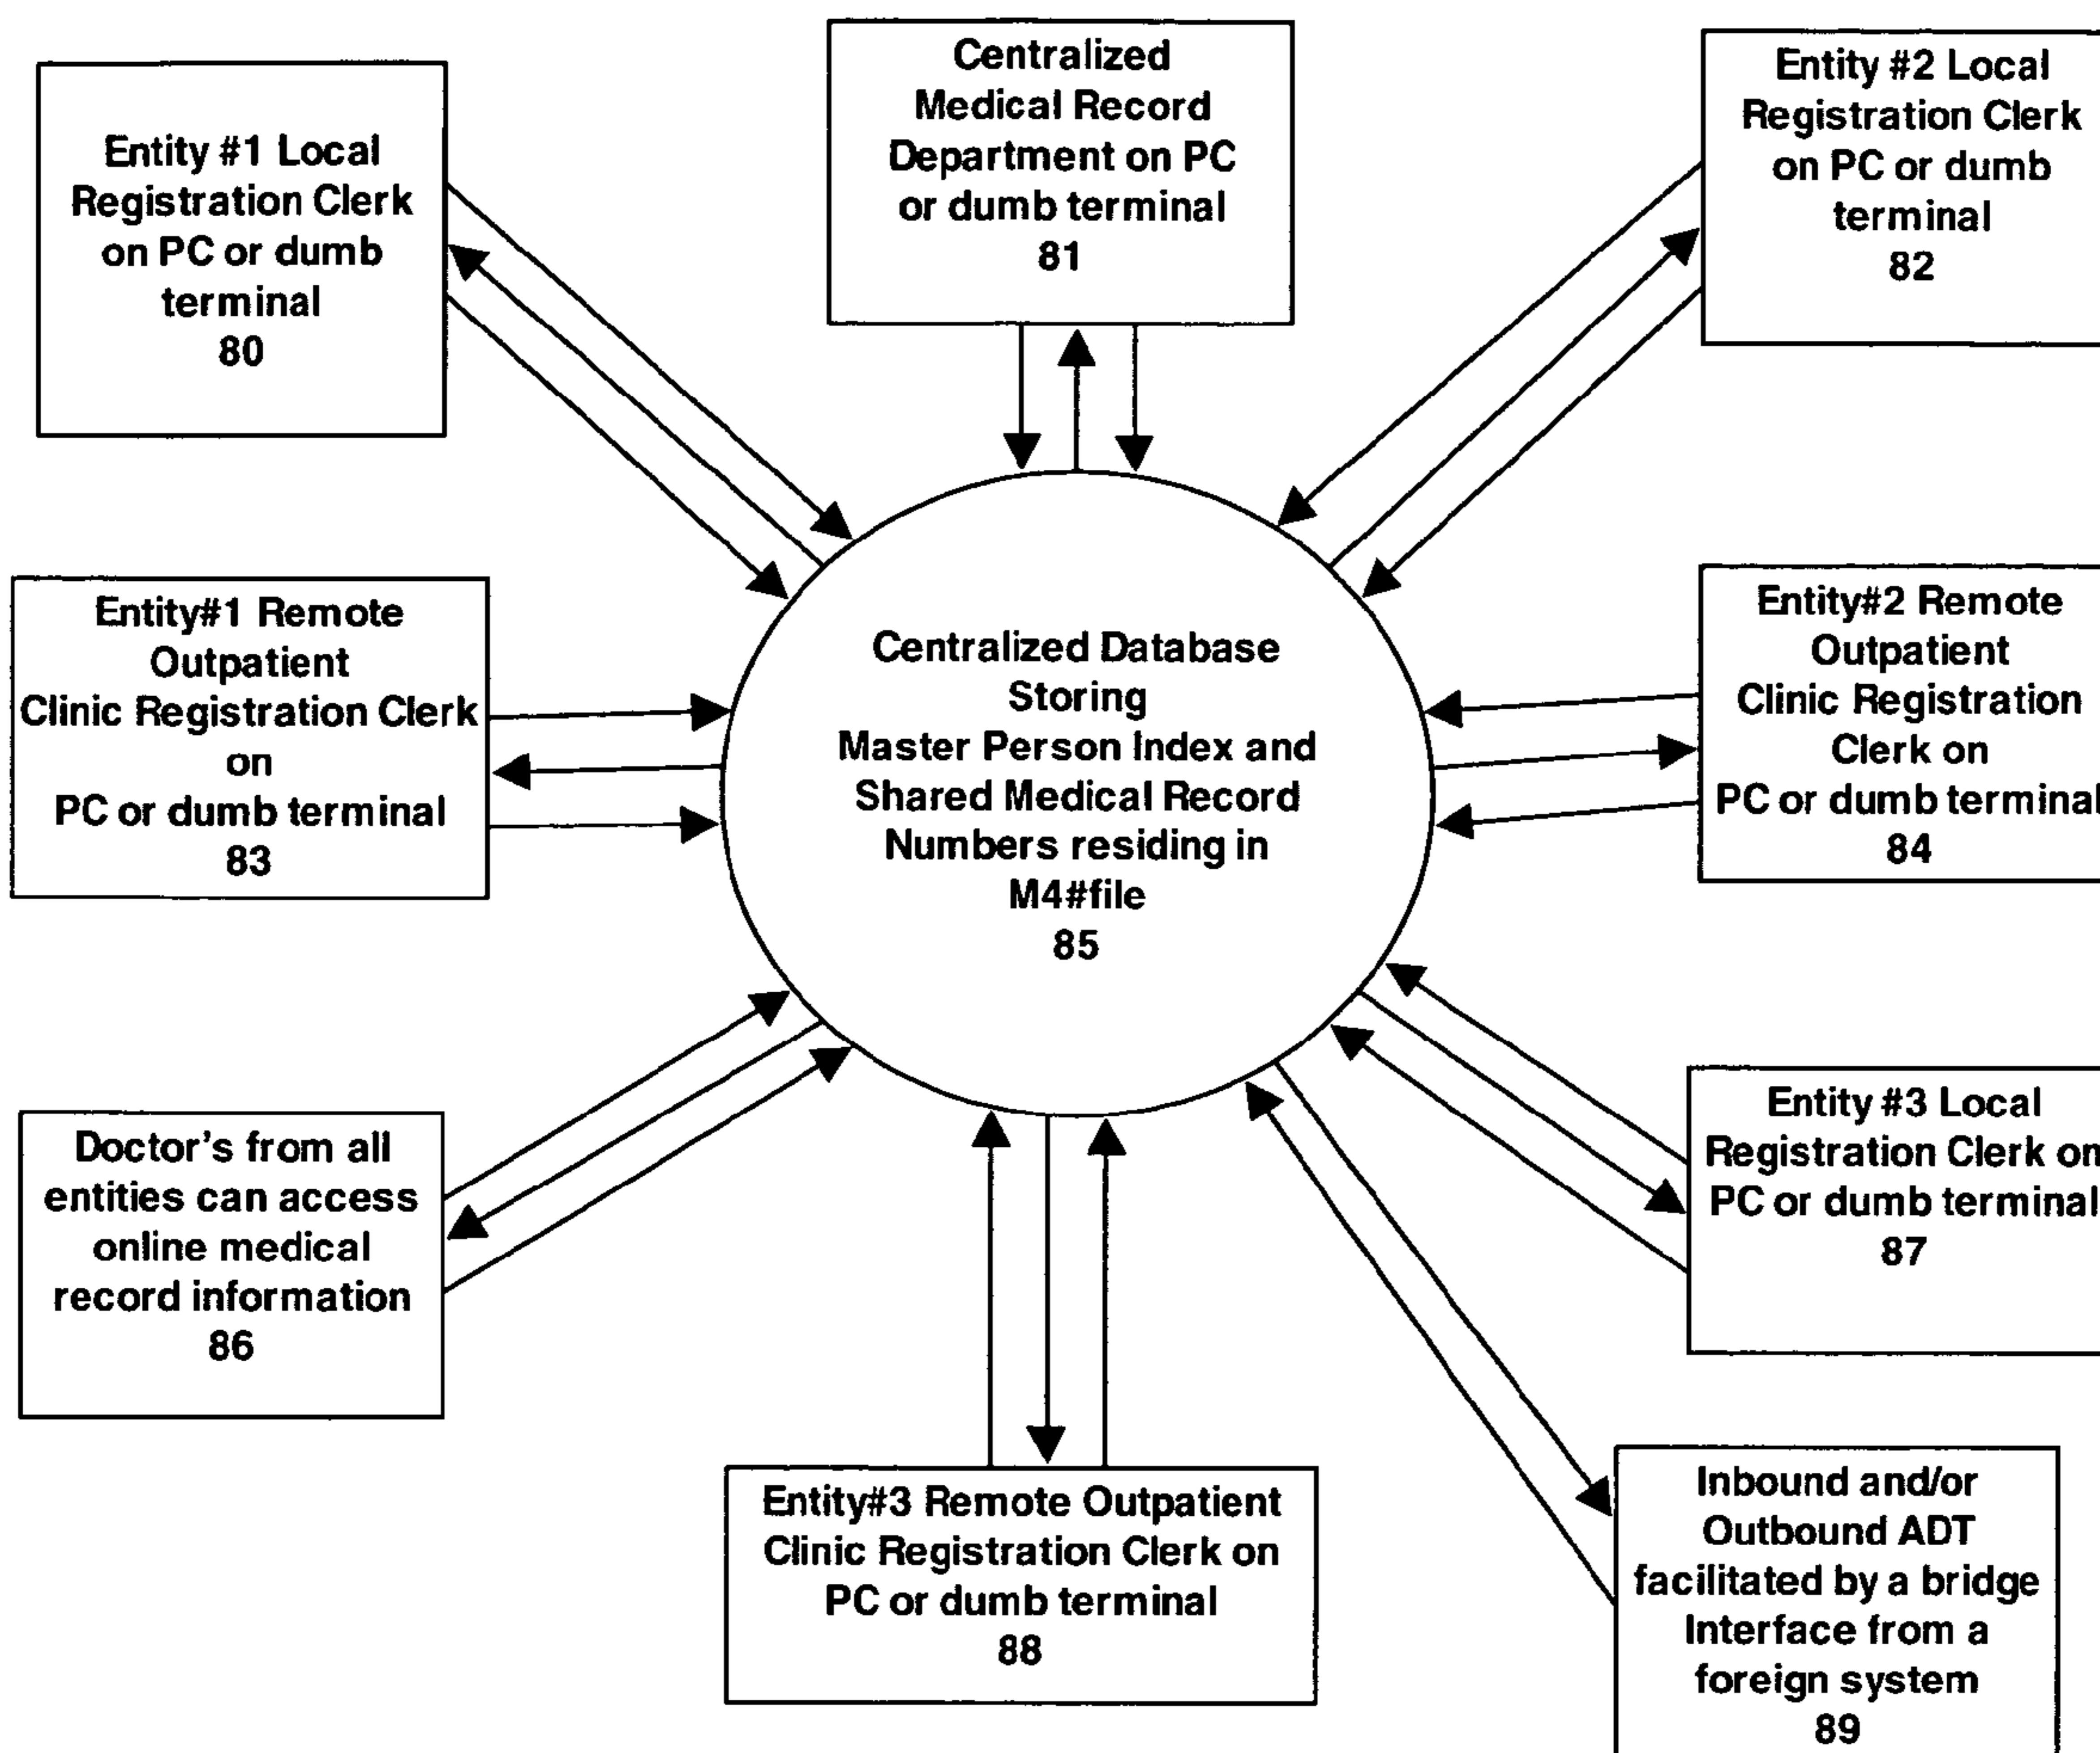 Entity #1 Local
Registration Clerk
on PC or dumb
terminal
80
Centralized
Medical Record
Department on PC
or dumb terminal
81
Entity #2 Local
Registration Clerk
on PC or dumb
terminal
82
Entity#1 Remote
Outpatient
Clinic Registration Clerk
on
PC or dumb terminal
83
Centralized Database
Storing
Master Person Index and
Shared Medical Record
Numbers residing in
M4#file
85
Entity#2 Remote
Outpatient
Clinic Registration
Clerk on
PC or dumb terminal
84
Doctor's from all
entities can access
online medical
record information
86
Entity #3 Local
Registration Clerk on
PC or dumb terminal
87
Entity#3 Remote Outpatient
Clinic Registration Clerk on
PC or dumb terminal
88
Inbound and/or
Outbound ADT
facilitated by a bridge
Interface from a
foreign system
89